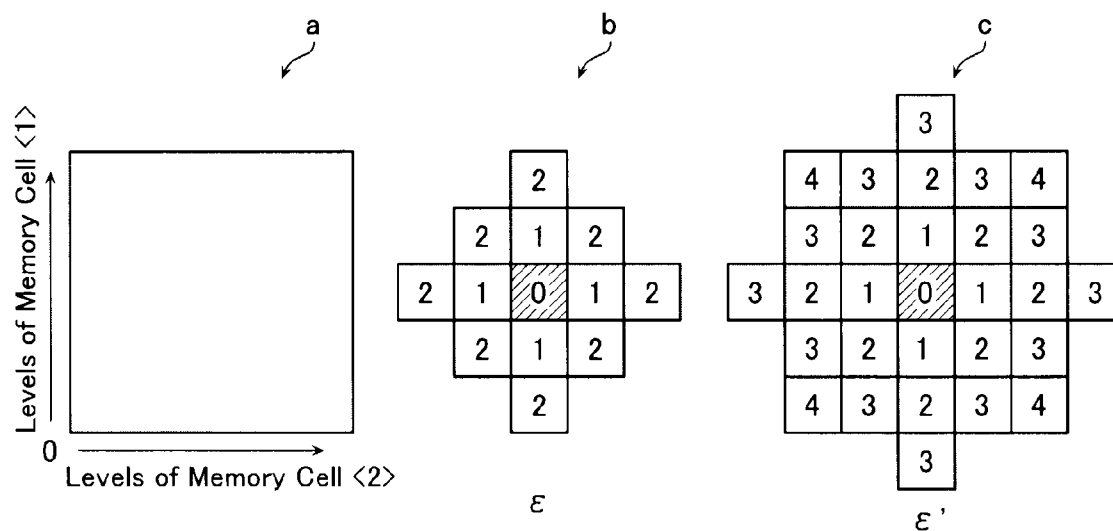 a b c
Levels of Memory Cell <1>
0
Levels of Memory Cell <2>
2
2 1 2
2 1 0 1 2
2 1 2
2
ε
3
4 3 2 3 4
3 2 1 2 3
3 2 1 0 1 2 3
3 2 1 2 3
4 3 2 3 4
3
ε'